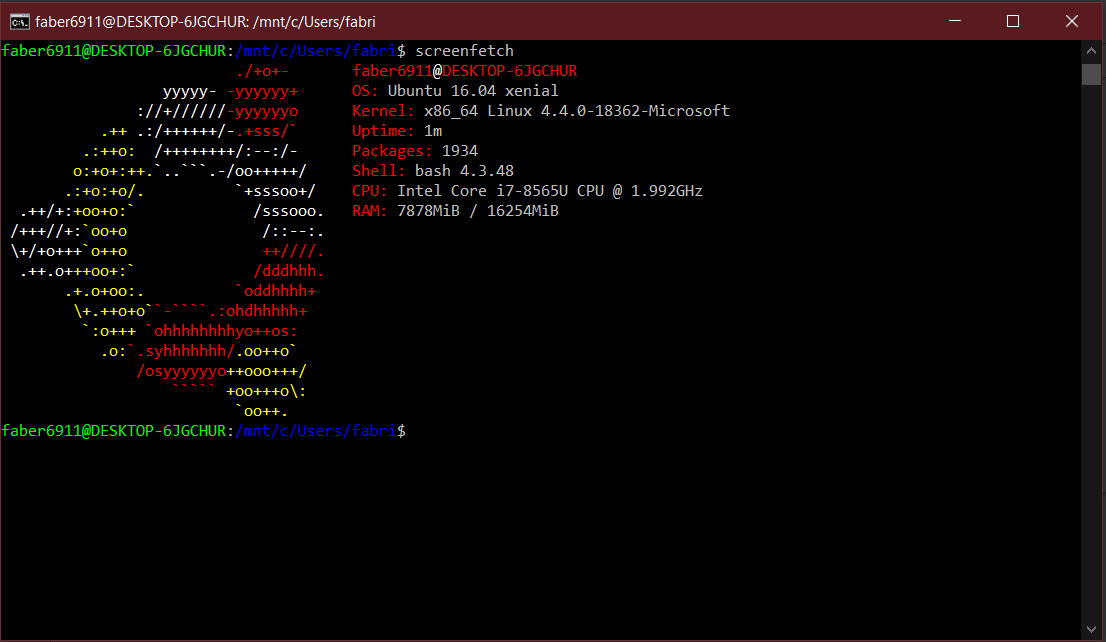 faber6911@DESKTOP-6JGCHUR: /mnt/c/Users/fabri
faber6911@DESKTOP-6JGCHUR:/mnt/c/Users/fabri$ screenfetch
                          ./+o+-       faber6911@DESKTOP-6JGCHUR
                  yyyyy- -yyyyyy+      OS: Ubuntu 16.04 xenial
               ://+//////-yyyyyyo      Kernel: x86_64 Linux 4.4.0-18362-Microsoft
           .++ .:/++++++/-.+sss/`      Uptime: 1m
         .:++o:  /++++++++/:--:/-      Packages: 1934
        o:+o+:++.`..```.-/oo+++++/     Shell: bash 4.3.48
       .:+o:+o/.          `+sssoo+/    CPU: Intel Core i7-8565U CPU @ 1.992GHz
  .++/+:+oo+o:`             /sssooo.   RAM: 7878MiB / 16254MiB
 /+++//+:`oo+o               /::--:.
 \+/+o+++`o++o               ++////.
  .++.o+++oo+:`             /dddhhh.
       .+.o+oo:.          `oddhhhh+
        \+.++o+o``-````.:ohdhhhhh+
         `:o+++ `ohhhhhhhhyo++os:
           .o:`.syhhhhhhh/.oo++o`
               /osyyyyyyo++ooo+++/
                   ````` +oo+++o\:
                          `oo++.
faber6911@DESKTOP-6JGCHUR:/mnt/c/Users/fabri$